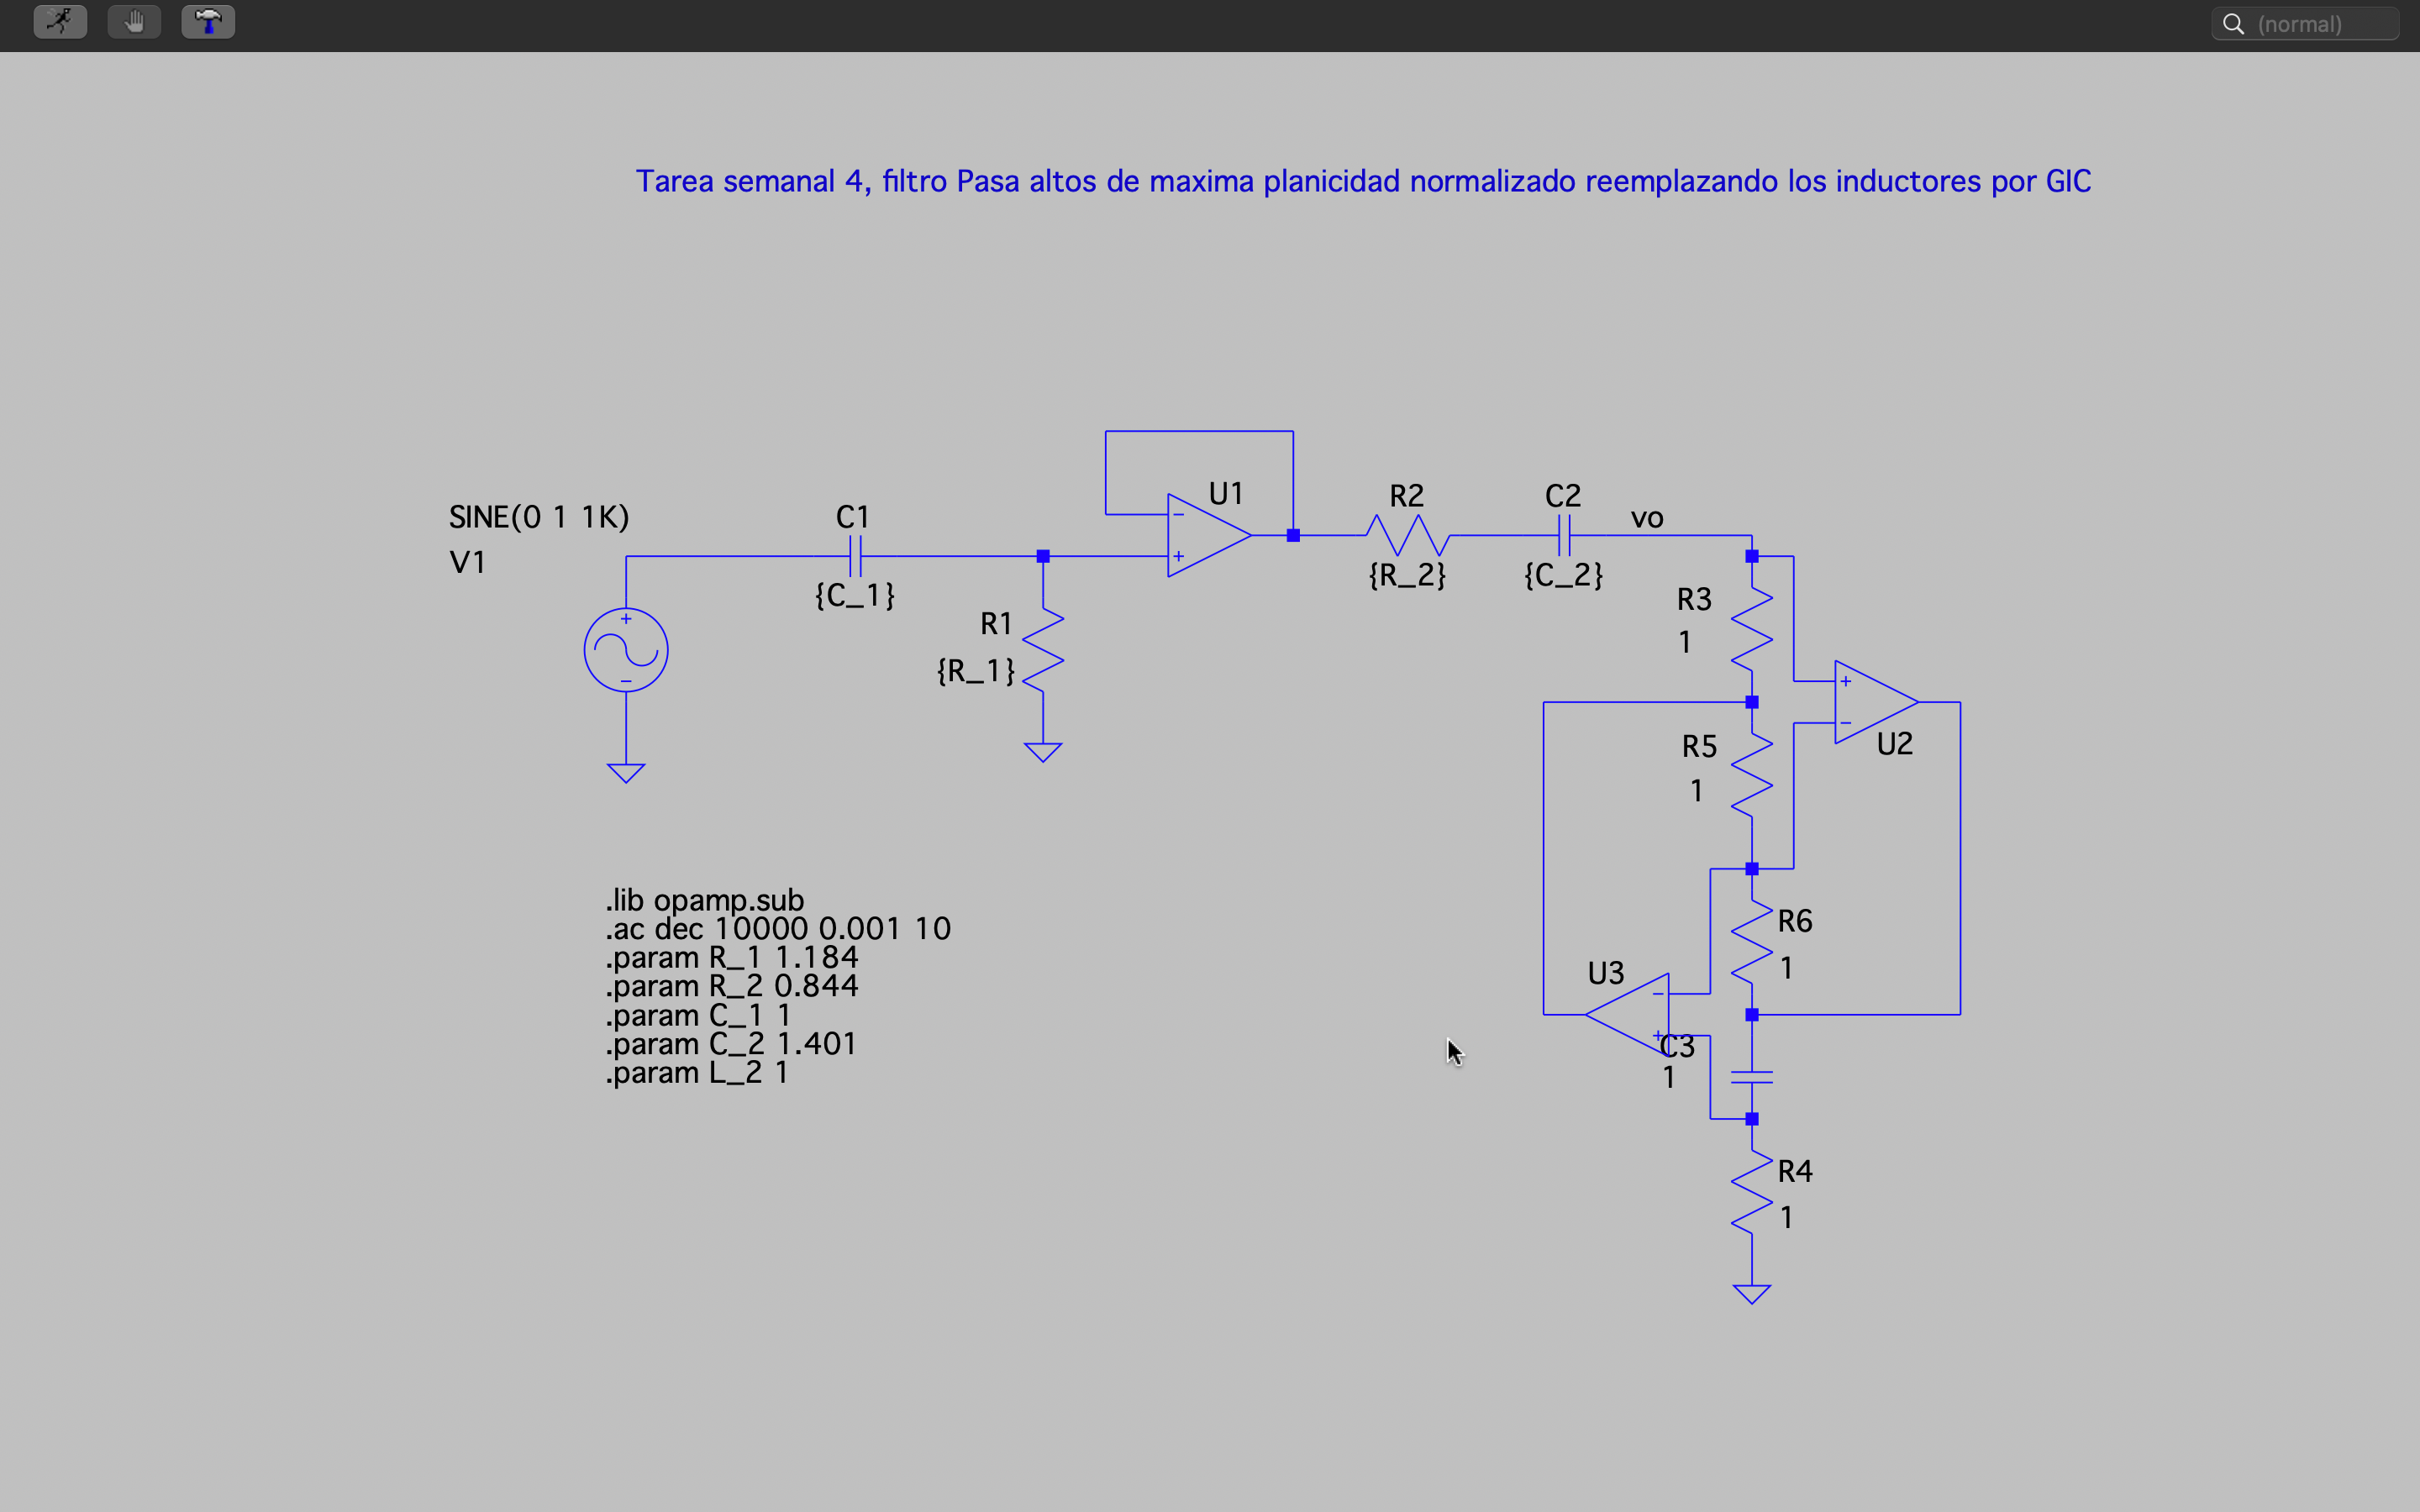 (normal)
Tarea semanal 4, filtro Pasa altos de maxima planicidad normalizado reemplazando los inductores por GIC
SINE(0 1 1K)
V1
C1
{C_1}
R1
{R_1}
U1
R2
{R_2}
C2
{C_2}
vo
R3
1
R5
1
U2
R6
1
U3
C3
1
R4
1
.lib opamp.sub
.ac dec 10000 0.001 10
.param R_1 1.184
.param R_2 0.844
.param C_1 1
.param C_2 1.401
.param L_2 1